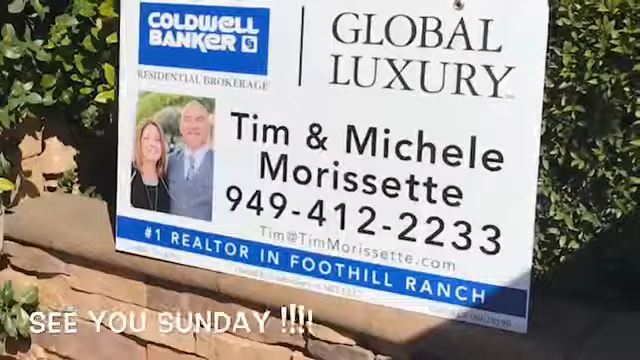 COLDWELL
BANKER
RESIDENTIAL BROKERAGE
GLOBAL
LUXURY
Tim & Michele
Morissette
949-412-2233
Tim@TimMorissette.com
#1 REALTOR IN FOOTHILL RANCH
SEE YOU SUNDAY !!!!